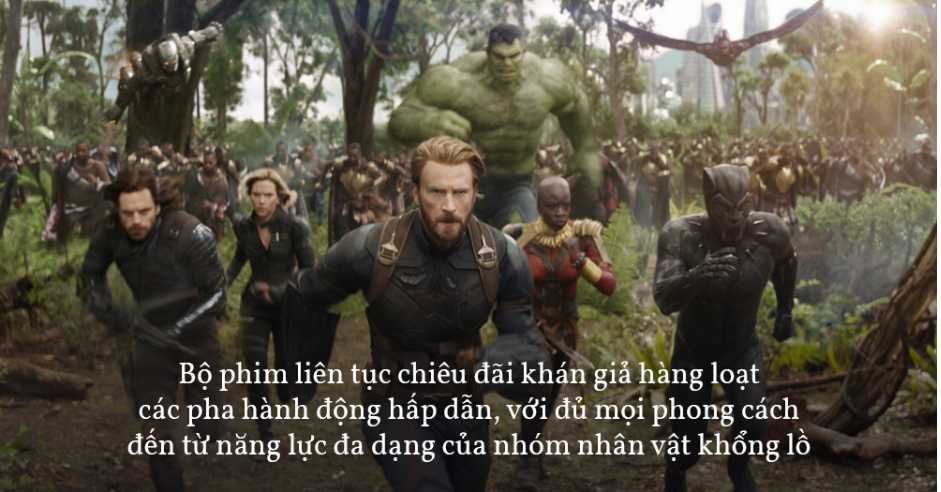 Bộ phim liên tục chiêu đãi khán giả hàng loạt
các pha hành động hấp dẫn, với đủ mọi phong cách
đến từ năng lực đa dạng của nhóm nhân vật khổng lồ